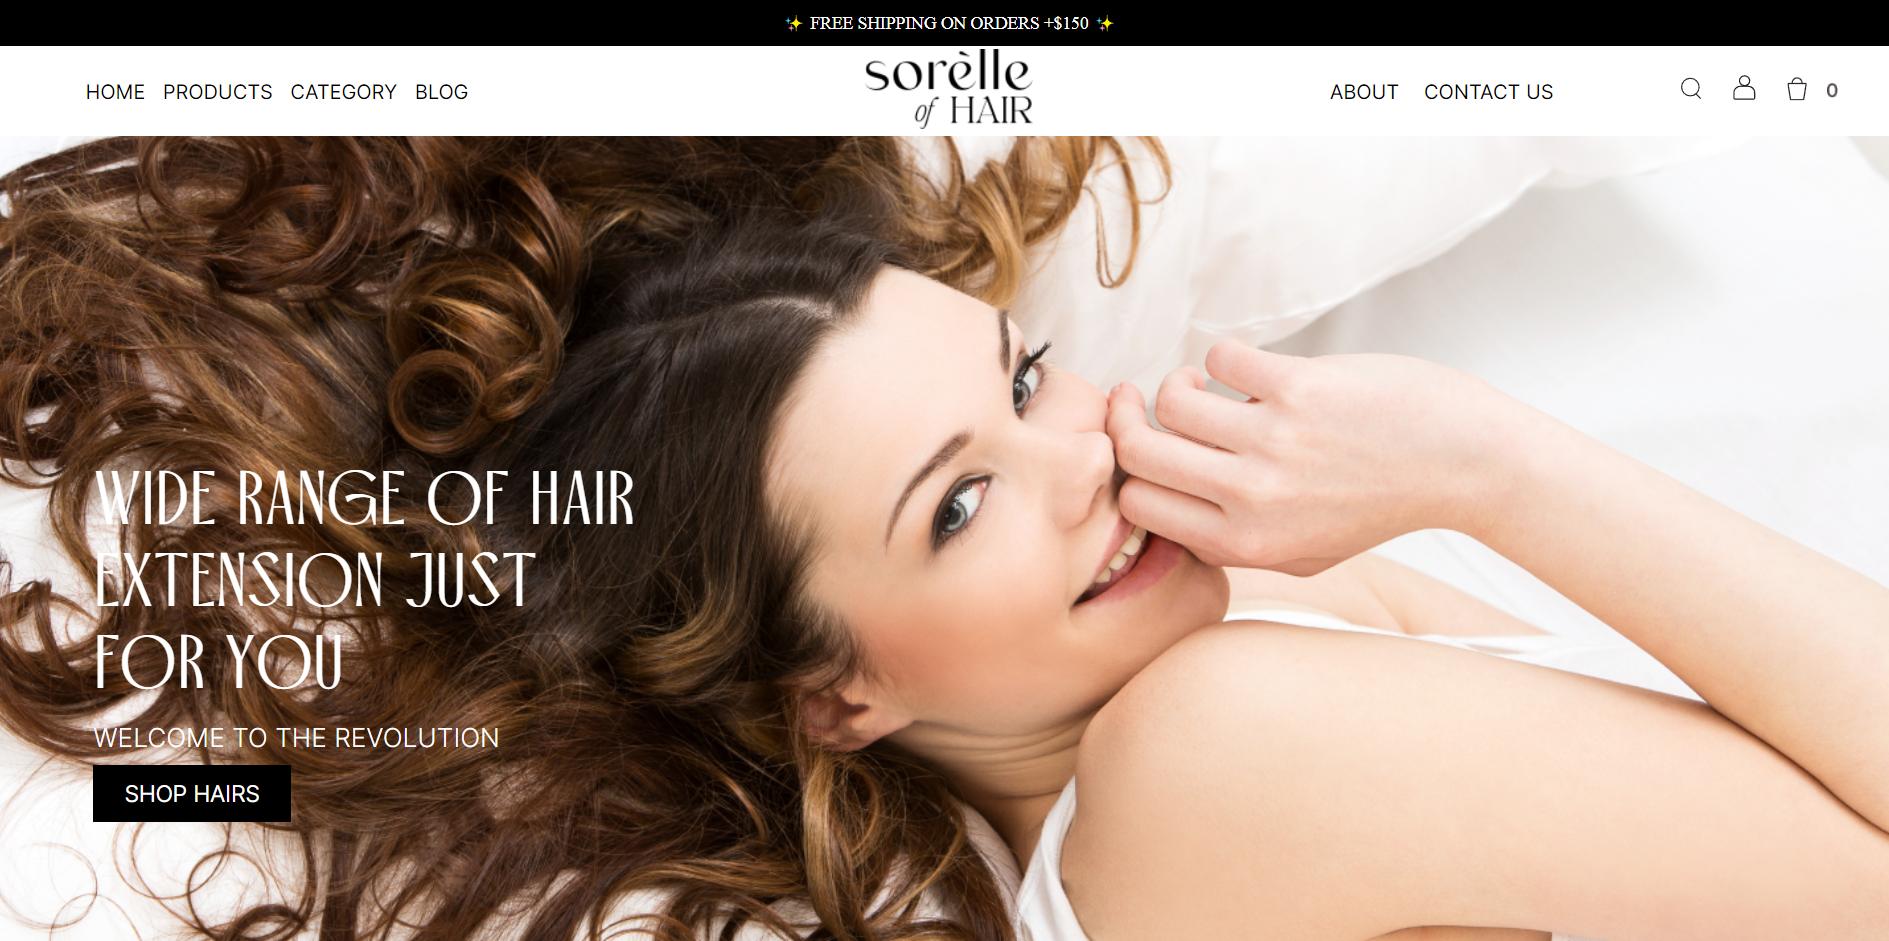 ✨ FREE SHIPPING ON ORDERS +$150 ✨
HOME PRODUCTS CATEGORY BLOG
sorèlle
of HAIR
ABOUT CONTACT US
0
WIDE RANGE OF HAIR
EXTENSION JUST
FOR YOU
WELCOME TO THE REVOLUTION
SHOP HAIRS